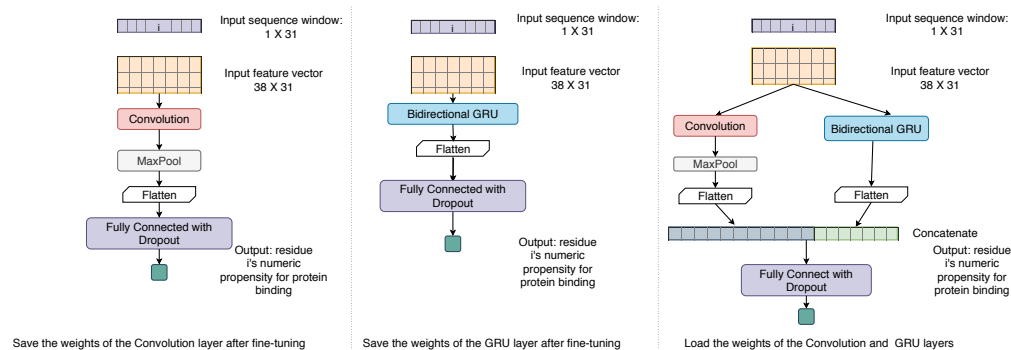 i
Input sequence window:
1 X 31
Input feature vector
38 X 31
Convolution
MaxPool
Flatten
Fully Connected with
Dropout
Output: residue
i's numeric
propensity for protein
binding
Save the weights of the Convolution layer after fine-tuning
i
Input sequence window:
1 X 31
Input feature vector
38 X 31
Bidirectional GRU
Flatten
Fully Connected with
Dropout
Output: residue
i's numeric
propensity for
protein binding
Save the weights of the GRU layer after fine-tuning
i
Input sequence window:
1 X 31
Input feature vector
38 X 31
Convolution
Bidirectional GRU
MaxPool
Flatten
Flatten
Concatenate
Output: residue
i's numeric
propensity for
protein binding
Fully Connect with
Dropout
Load the weights of the Convolution and GRU layers